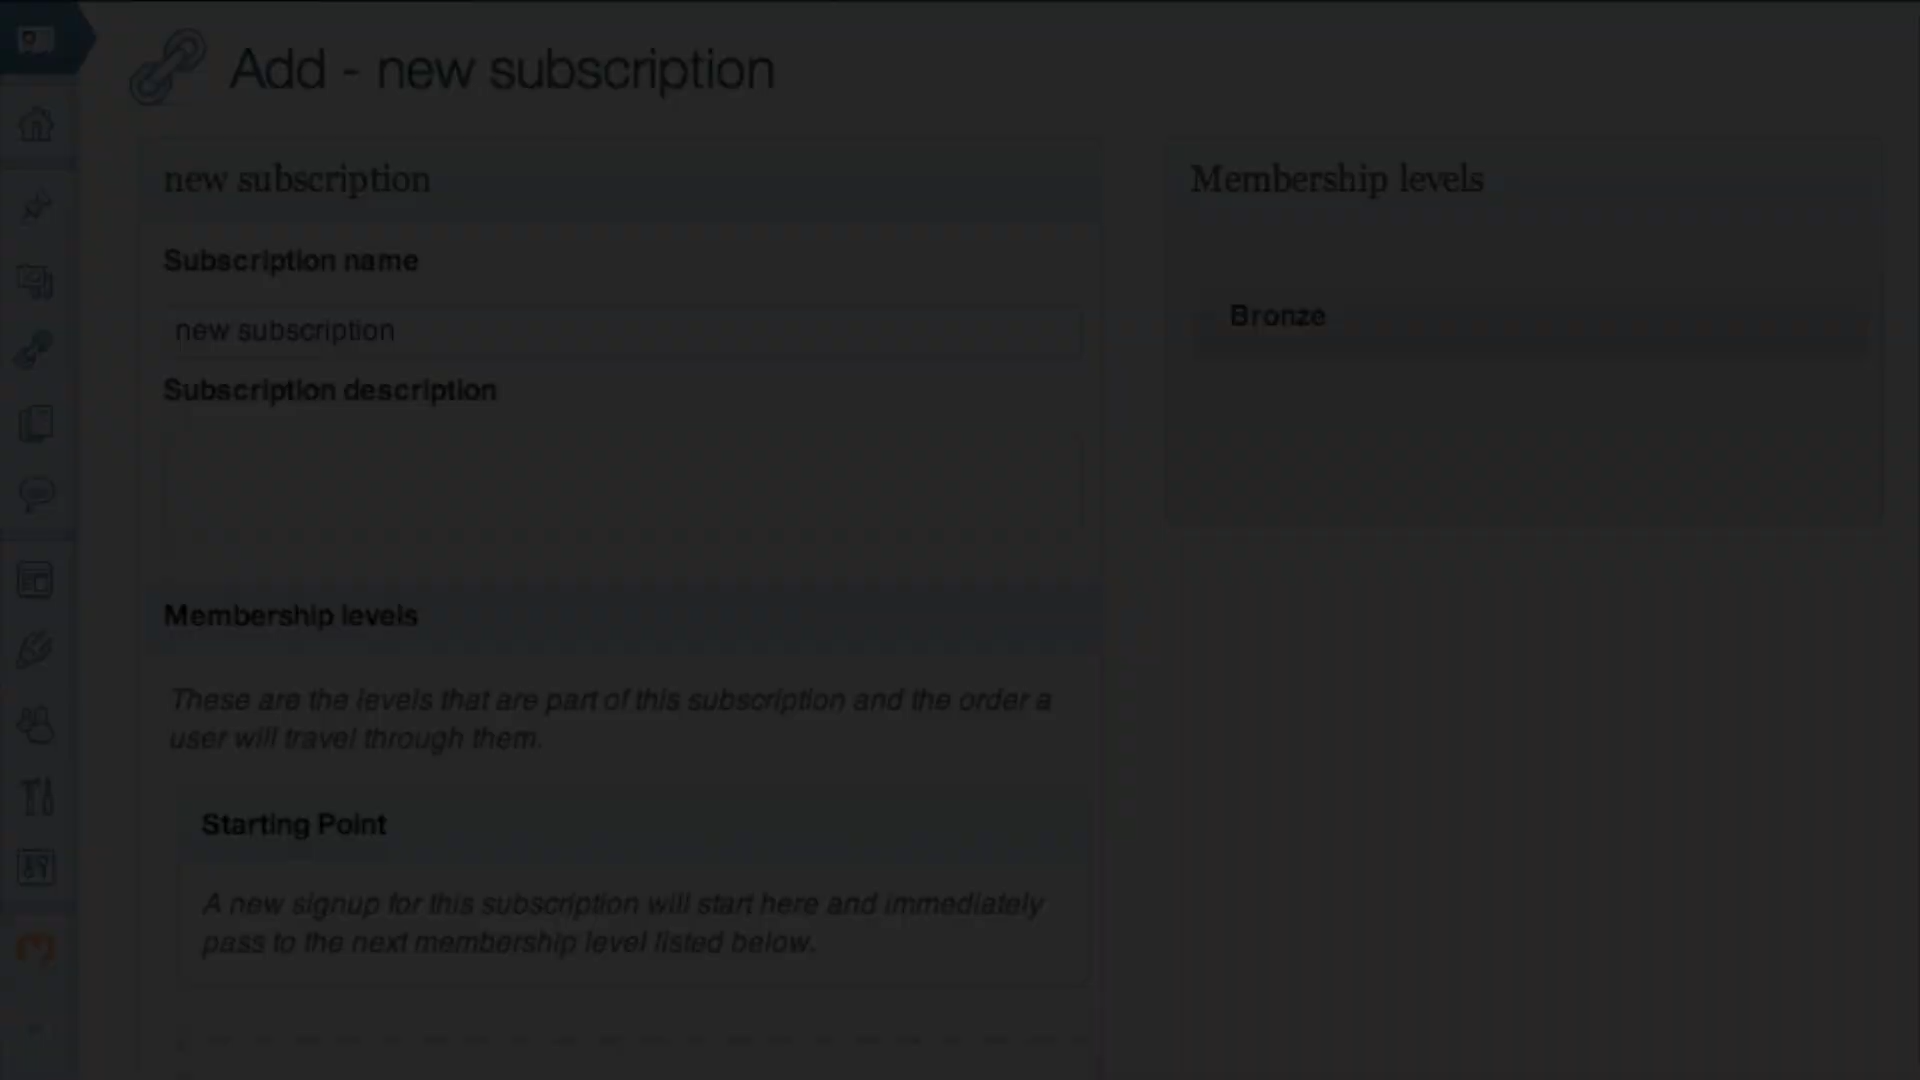 Add - new subscription
new subscription
Subscription name
new subscription
Subscription description
Membership levels
These are the levels that are part of this subscription and the order a
user will travel through them.
Starting Point
A new signup for this subscription will start here and immediately
pass to the next membership level listed below.
Membership levels
Bronze